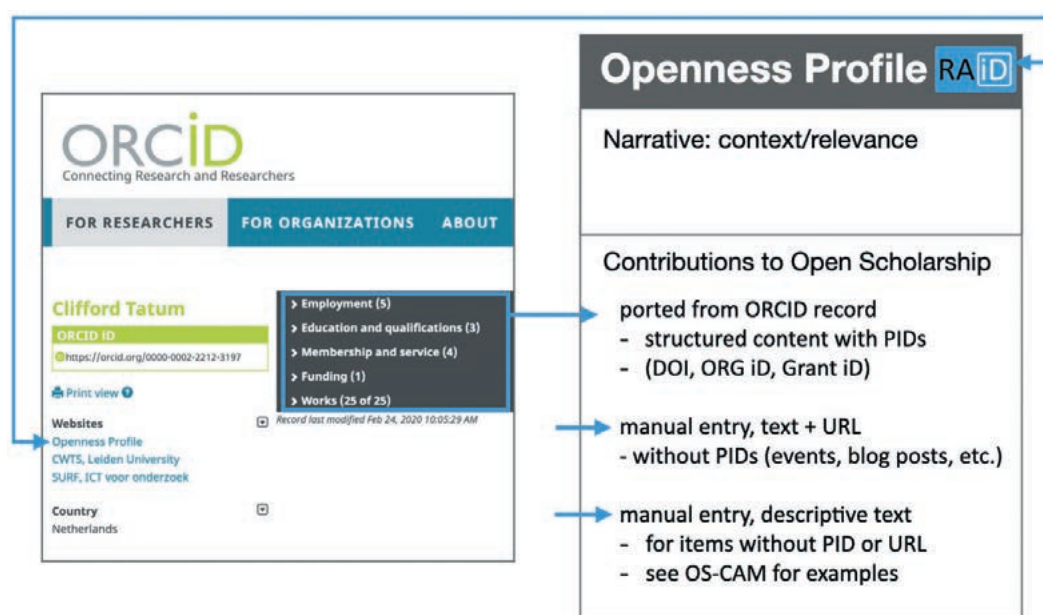 ORCiD
Connecting Research and Researchers
FOR RESEARCHERS FOR ORGANIZATIONS ABOUT
Clifford Tatum
ORCID iD
https://orcid.org/0000-0002-2212-3197
Print view ?
Websites
Openness Profile
CWTS, Leiden University
SURF, ICT voor onderzoek
Country
Netherlands
> Employment (5)
> Education and qualifications (3)
> Membership and service (4)
> Funding (1)
> Works (25 of 25)
Record last modified Feb 24, 2020 10:05:29 AM
Openness Profile RAiD
Narrative: context/relevance
Contributions to Open Scholarship
ported from ORCID record
- structured content with PIDs
- (DOI, ORG iD, Grant iD)
manual entry, text + URL
- without PIDs (events, blog posts, etc.)
manual entry, descriptive text
- for items without PID or URL
- see OS-CAM for examples